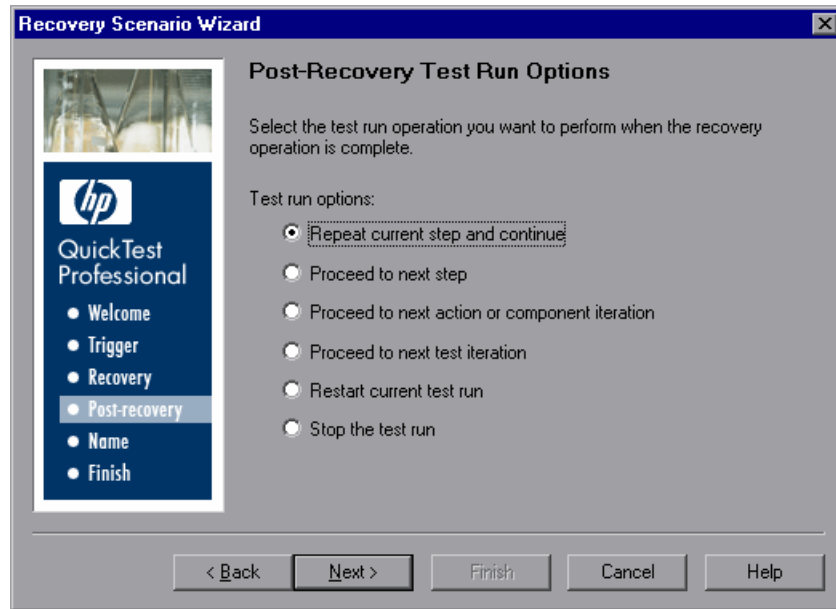 Recovery Scenario Wizard
hp
QuickTest
Professional
Welcome
Trigger
Recovery
Post-recovery
Name
Finish
Post-Recovery Test Run Options
Select the test run operation you want to perform when the recovery
operation is complete.
Test run options:
Repeat current step and continue
Proceed to next step
Proceed to next action or component iteration
Proceed to next test iteration
Restart current test run
Stop the test run
< Back
Next >
Finish
Cancel
Help